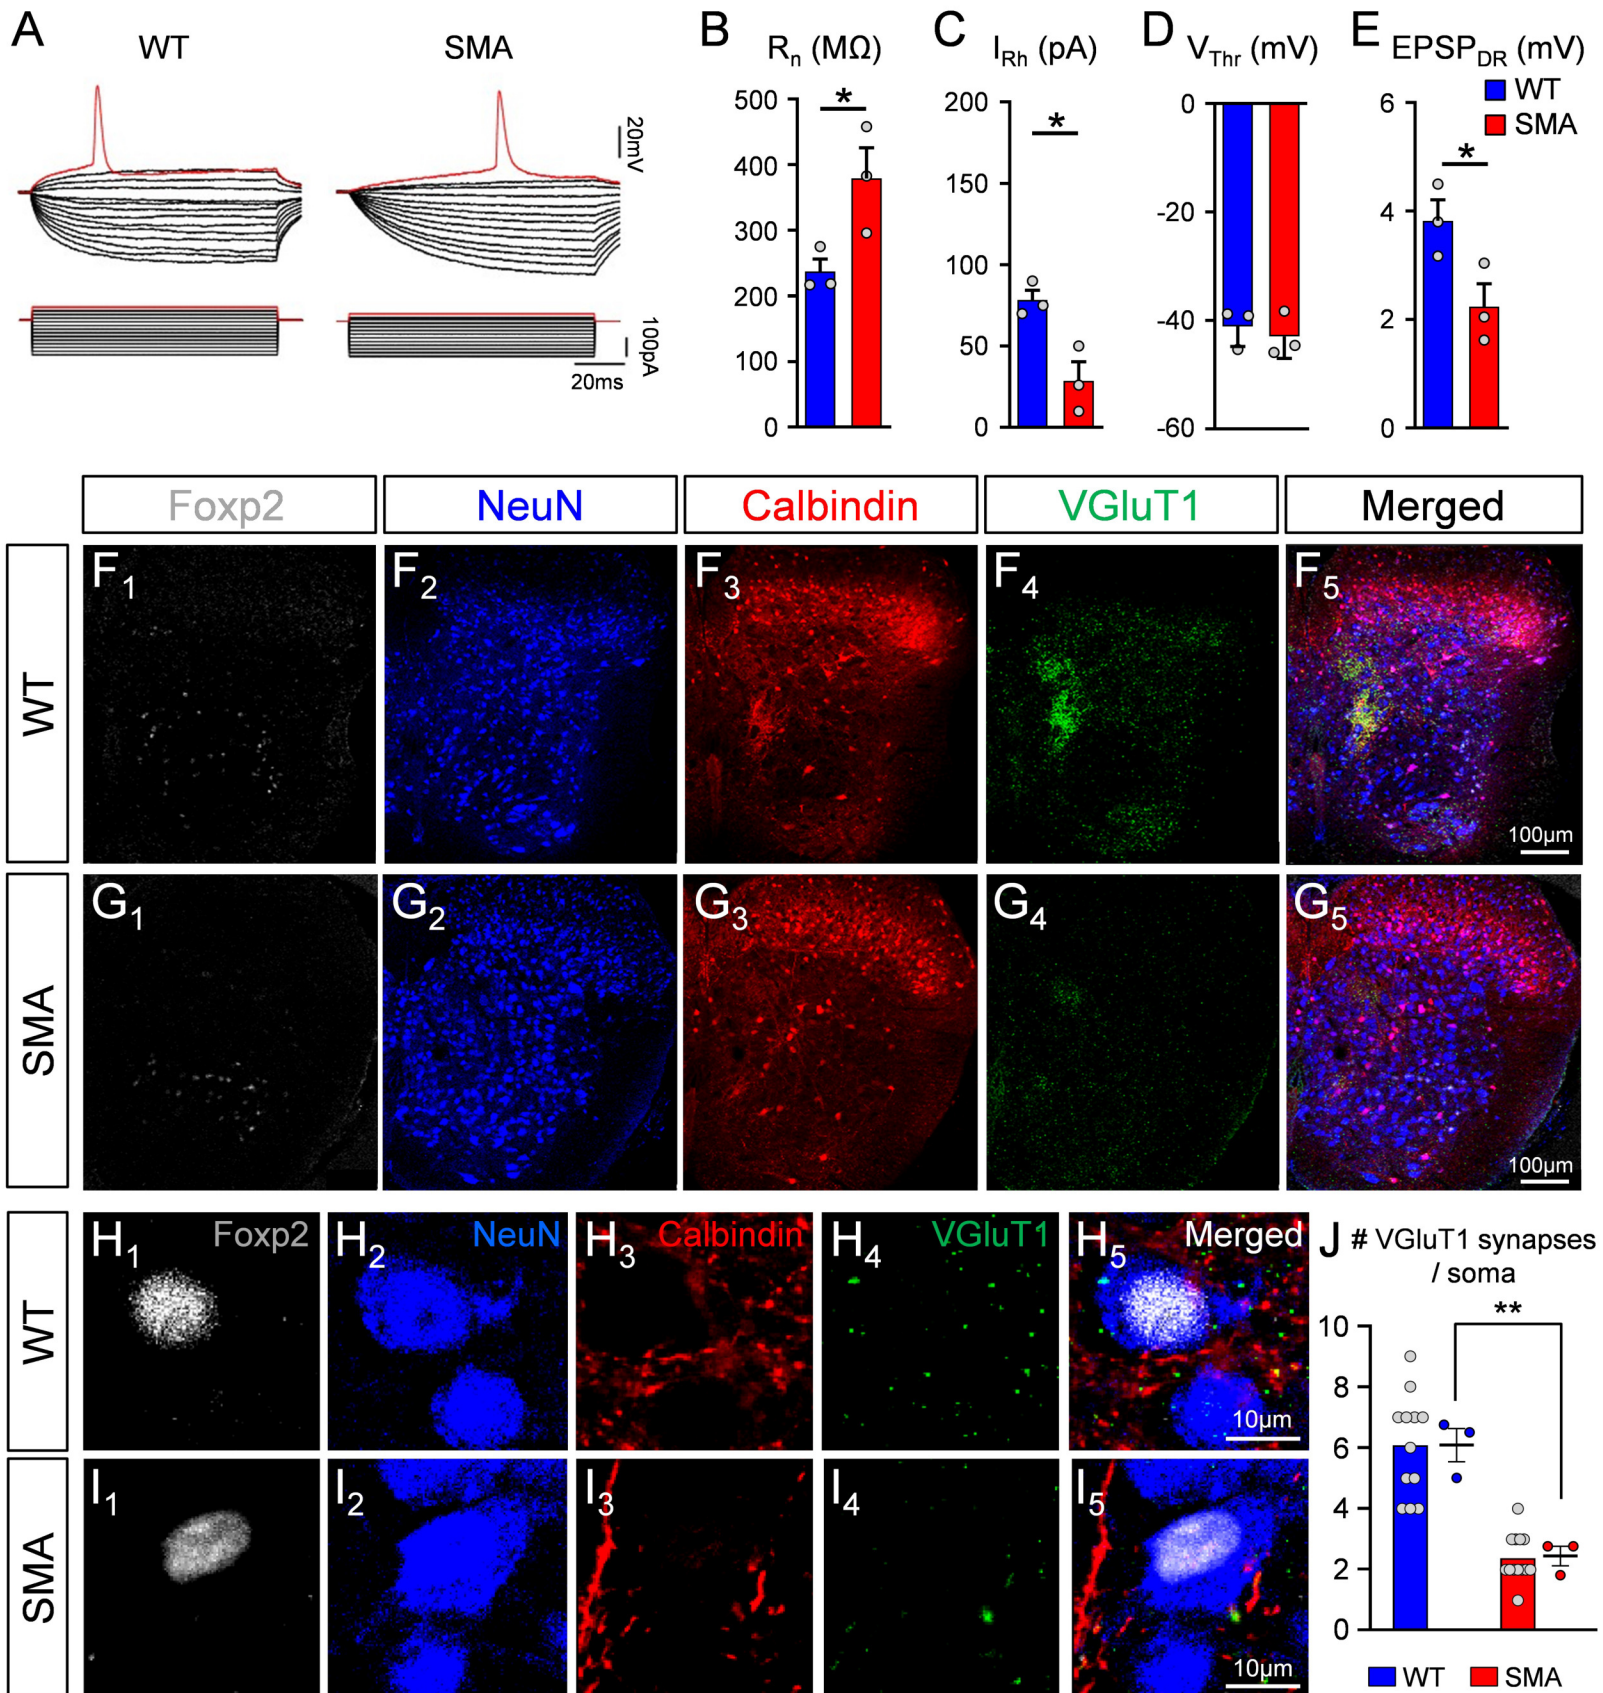 A
WT
SMA
20mV
100pA
20ms
B
Rn (MΩ)
*
500
400
300
200
100
0
C
IRh (pA)
*
200
150
100
50
0
D
VThr (mV)
0
-20
-40
-60
E
EPSPDR (mV)
WT
SMA
*
6
4
2
0
Foxp2
NeuN
Calbindin
VGluT1
Merged
WT
F1
F2
F3
F4
F5
100µm
SMA
G1
G2
G3
G4
G5
100µm
WT
H1
Foxp2
H2
NeuN
H3
Calbindin
H4
VGluT1
H5
Merged
10µm
SMA
I1
I2
I3
I4
I5
10µm
J
# VGluT1 synapses
/ soma
**
10
8
6
4
2
0
WT
SMA